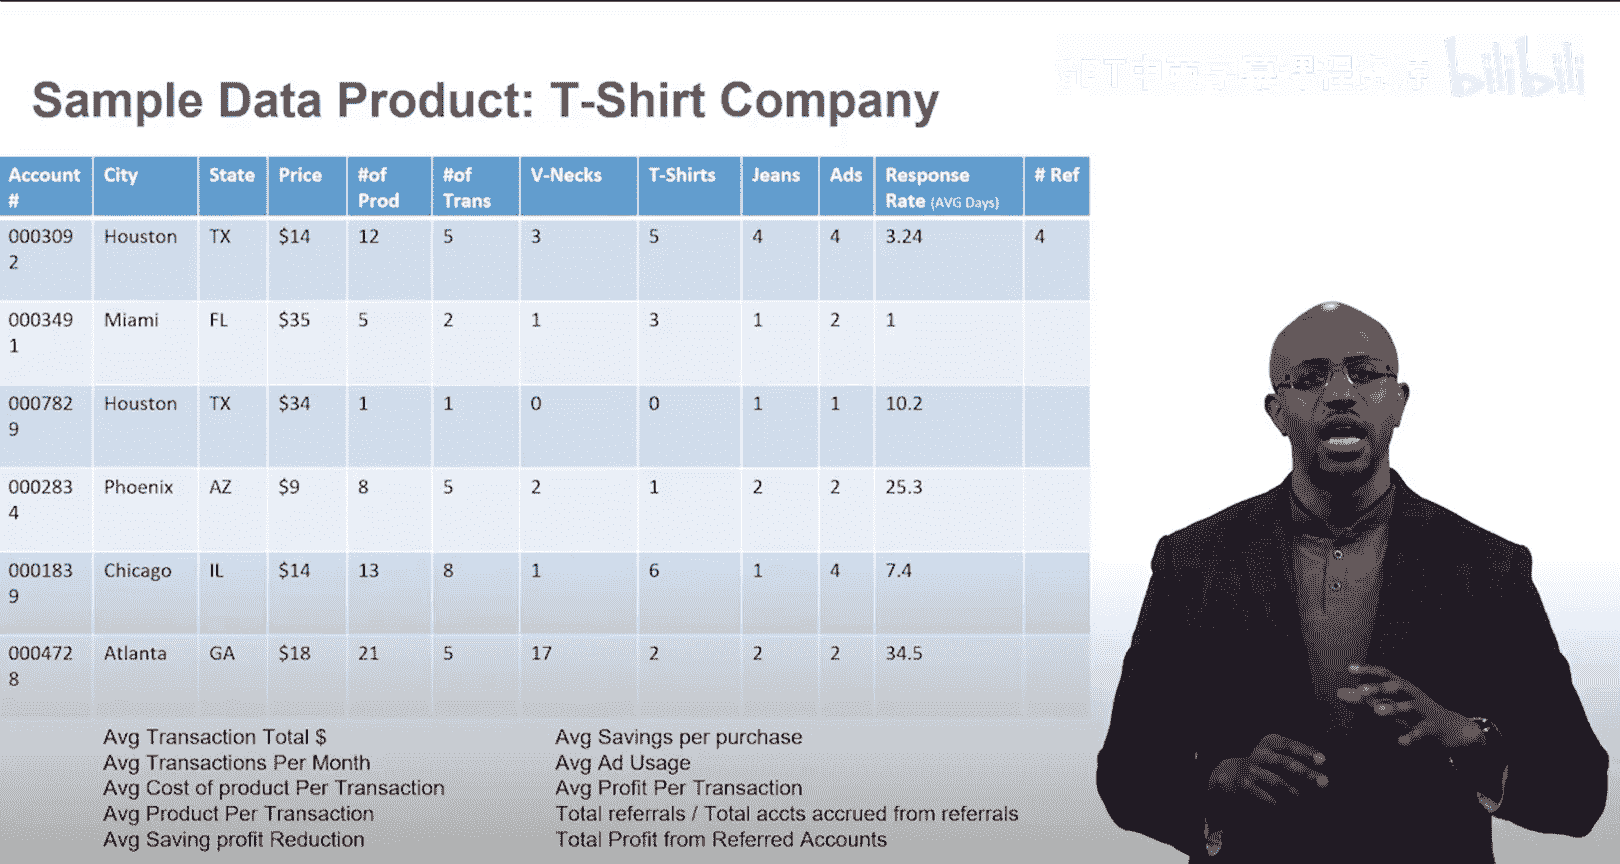 bilibili
Sample Data Product: T-Shirt Company
Account # City State Price #of Prod #of Trans V-Necks T-Shirts Jeans Ads Response Rate (AVG Days) # Ref
0003092 Houston TX $14 12 5 3 5 4 4 3.24 4
0003491 Miami FL $35 5 2 1 3 1 2 1
0007829 Houston TX $34 1 1 0 0 1 1 10.2
0002834 Phoenix AZ $9 8 5 2 1 2 2 25.3
0001839 Chicago IL $14 13 8 1 6 1 4 7.4
0004728 Atlanta GA $18 21 5 17 2 2 2 34.5
Avg Transaction Total $
Avg Transactions Per Month
Avg Cost of product Per Transaction
Avg Product Per Transaction
Avg Saving profit Reduction
Avg Savings per purchase
Avg Ad Usage
Avg Profit Per Transaction
Total referrals / Total accts accrued from referrals
Total Profit from Referred Accounts